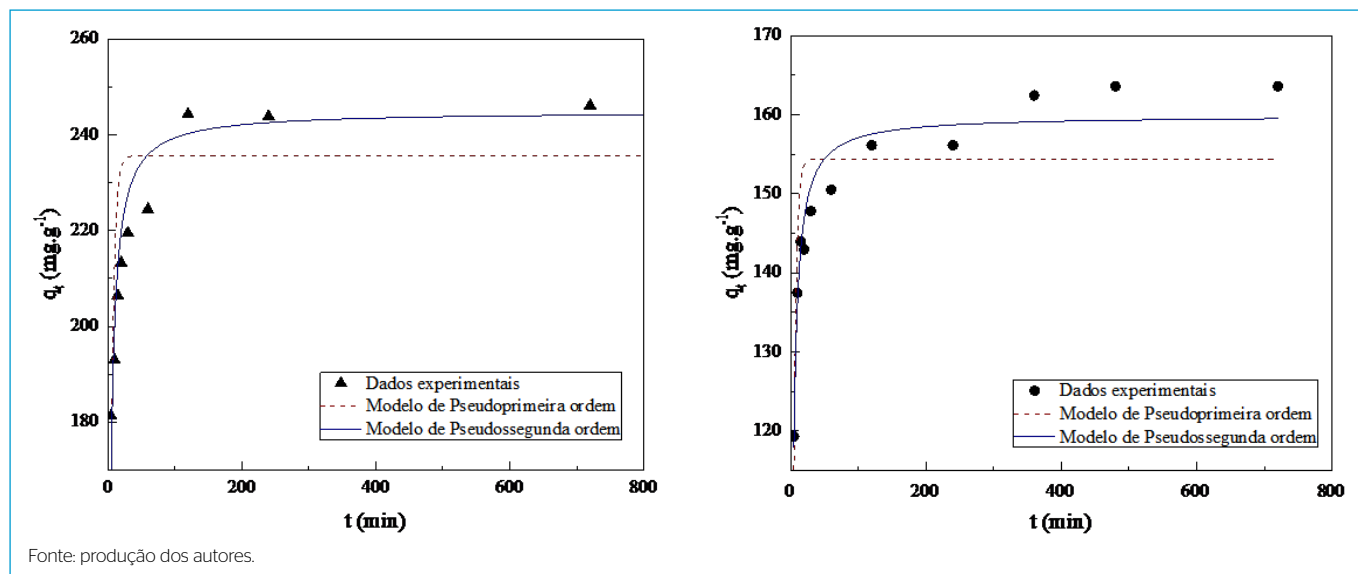 260
240
220
200
180
q_t (mg.g^-1)
Dados experimentais
Modelo de Pseudoprimeira ordem
Modelo de Pseudossegunda ordem
0 200 400 600 800
t (min)
170
160
150
140
130
120
q_t (mg.g^-1)
Dados experimentais
Modelo de Pseudoprimeira ordem
Modelo de Pseudossegunda ordem
0 200 400 600 800
t (min)
Fonte: produção dos autores.